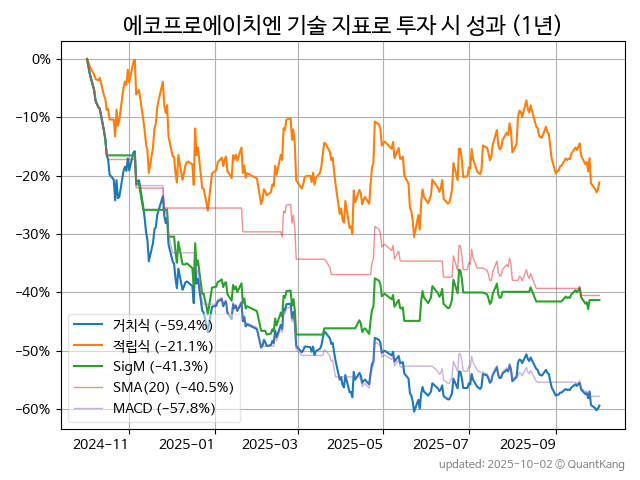 에코프로에이치엔 기술 지표로 투자 시 성과 (1년)
0%
−10%
−20%
−30%
−40%
−50%
−60%
거치식 (−59.4%)
적립식 (−21.1%)
SigM (−41.3%)
SMA(20) (−40.5%)
MACD (−57.8%)
2024-11
2025-01
2025-03
2025-05
2025-07
2025-09
updated: 2025-10-02 © QuantKang